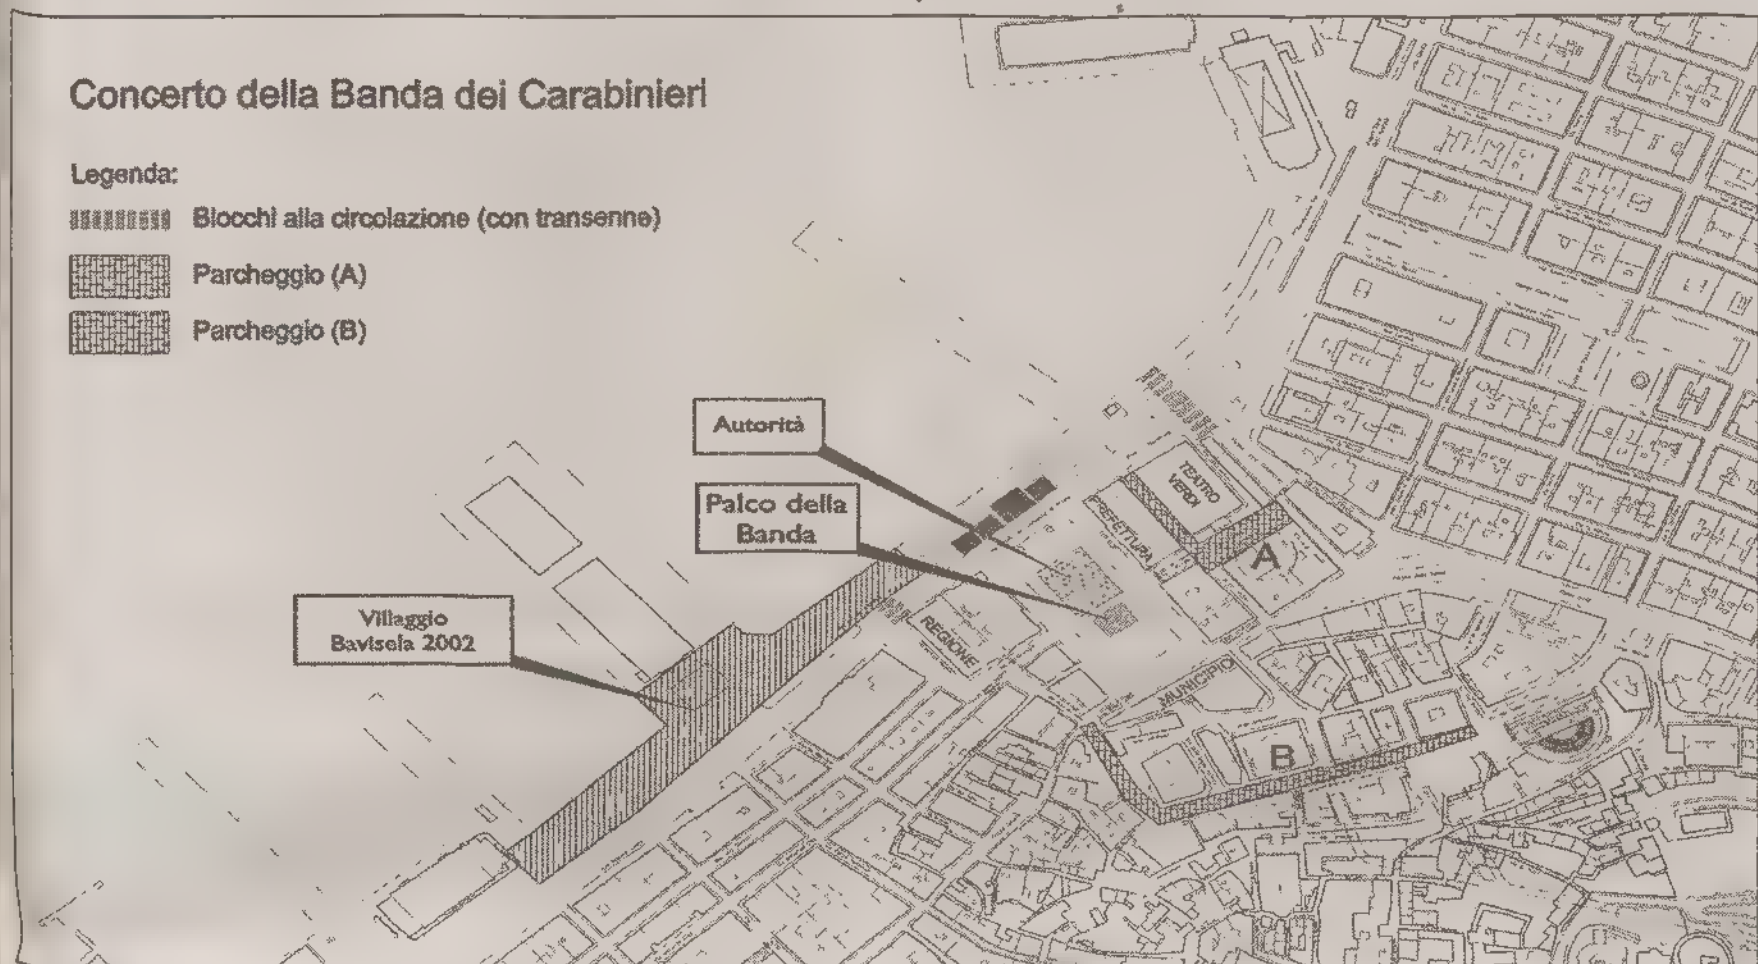 Concerto della Banda dei Carabinieri
Legenda:
Blocchi alla circolazione (con transenne)
Parcheggio (A)
Parcheggio (B)
Autorità
Palco della
Banda
Villaggio
Bavisela 2002
TEATRO
VERDI
PREFETTURA
A
REGIONE
MUNICIPIO
B